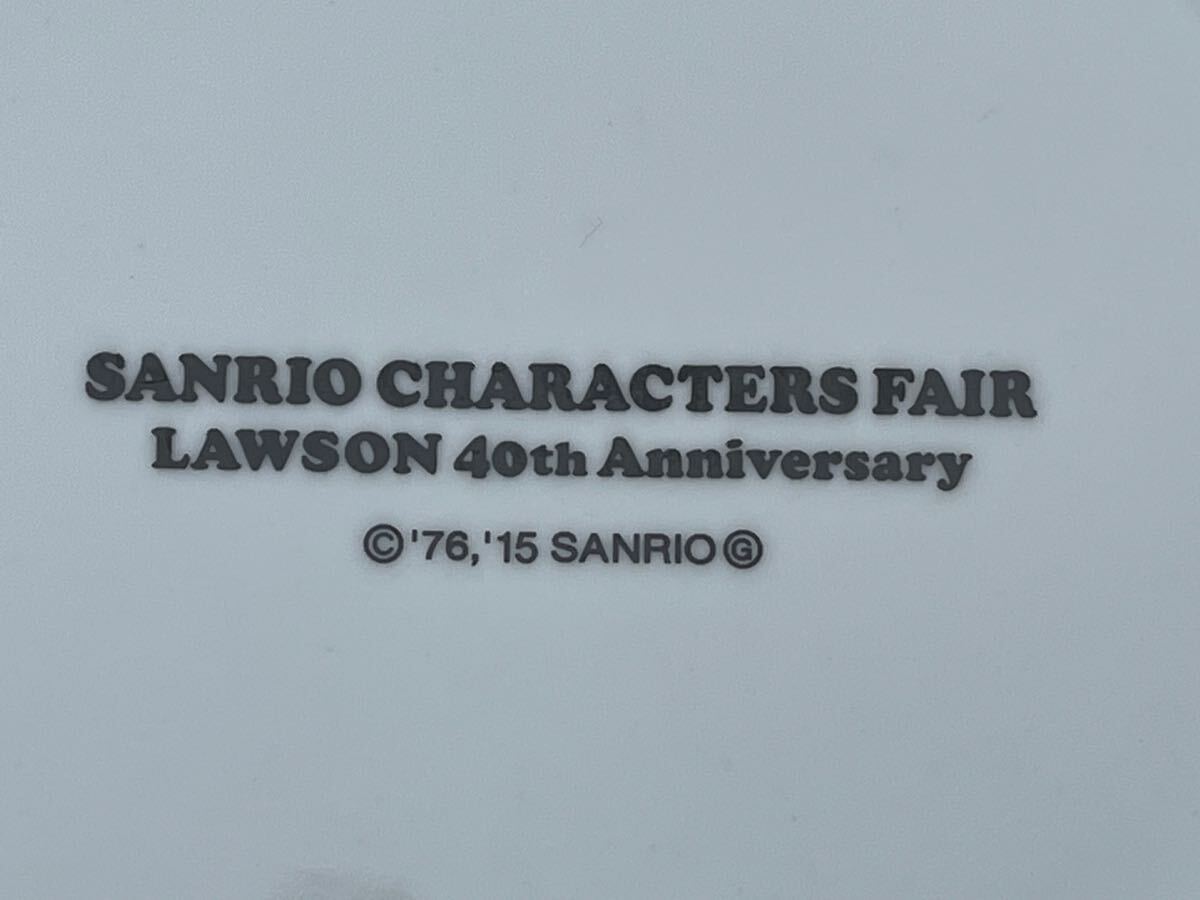 SANRIO CHARACTERS FAIR
LAWSON 40th Anniversary
©'76,'15 SANRIO Ⓖ